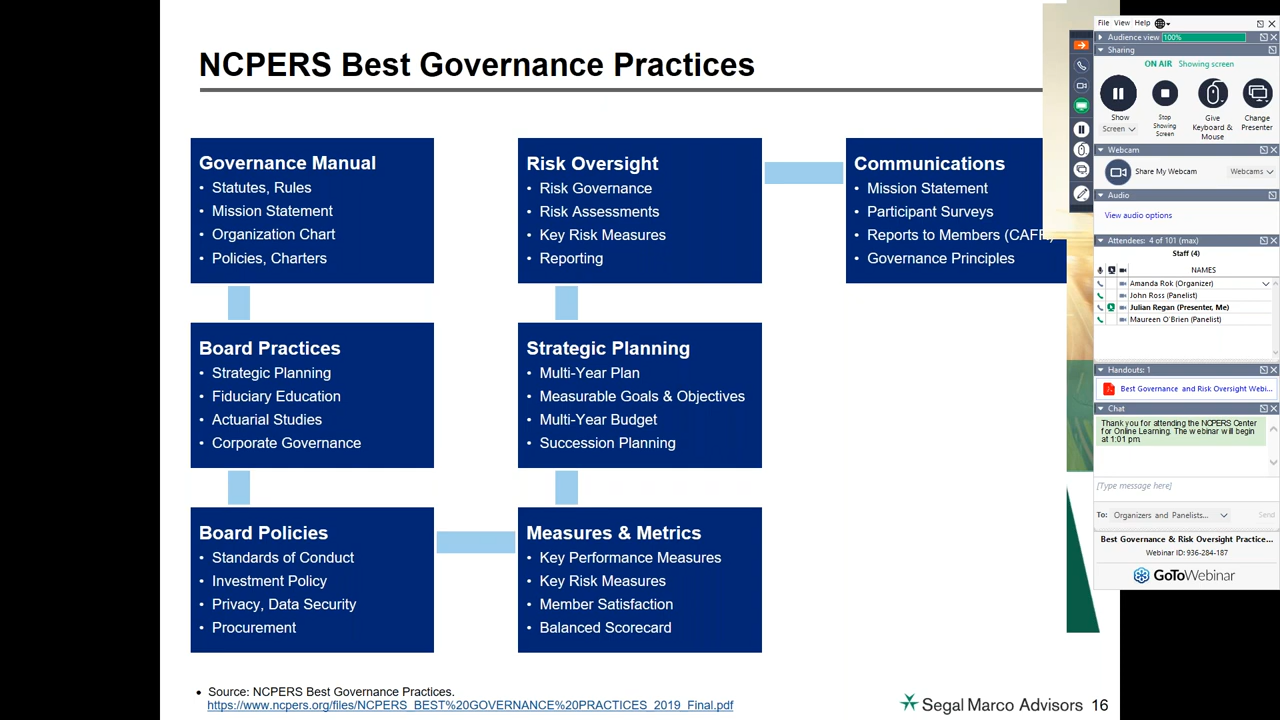 NCPERS Best Governance Practices
Governance Manual
• Statutes, Rules
• Mission Statement
• Organization Chart
• Policies, Charters
Board Practices
• Strategic Planning
• Fiduciary Education
• Actuarial Studies
• Corporate Governance
Board Policies
• Standards of Conduct
• Investment Policy
• Privacy, Data Security
• Procurement
Risk Oversight
• Risk Governance
• Risk Assessments
• Key Risk Measures
• Reporting
Strategic Planning
• Multi-Year Plan
• Measurable Goals & Objectives
• Multi-Year Budget
• Succession Planning
Measures & Metrics
• Key Performance Measures
• Key Risk Measures
• Member Satisfaction
• Balanced Scorecard
Communications
• Mission Statement
• Participant Surveys
• Reports to Members (CAFR)
• Governance Principles
• Source: NCPERS Best Governance Practices.
https://www.ncpers.org/files/NCPERS_BEST%20GOVERNANCE%20PRACTICES_2019_Final.pdf
Segal Marco Advisors 16
File View Help
Audience view 100%
Sharing
ON AIR Showing screen
Show
Screen
Stop
Showing
Screen
Give
Keyboard &
Mouse
Change
Presenter
Webcam
Share My Webcam Webcams
Audio
View audio options
Attendees: 4 of 101 (max)
Staff (4)
NAMES
Amanda Rok (Organizer)
John Ross (Panelist)
Julian Regan (Presenter, Me)
Maureen O'Brien (Panelist)
Handouts: 1
Best Governance and Risk Oversight Webi...
Chat
Thank you for attending the NCPERS Center
for Online Learning. The webinar will begin
at 1:01 pm.
[Type message here]
To: Organizers and Panelists... Send
Best Governance & Risk Oversight Practice...
Webinar ID: 936-284-187
GoToWebinar